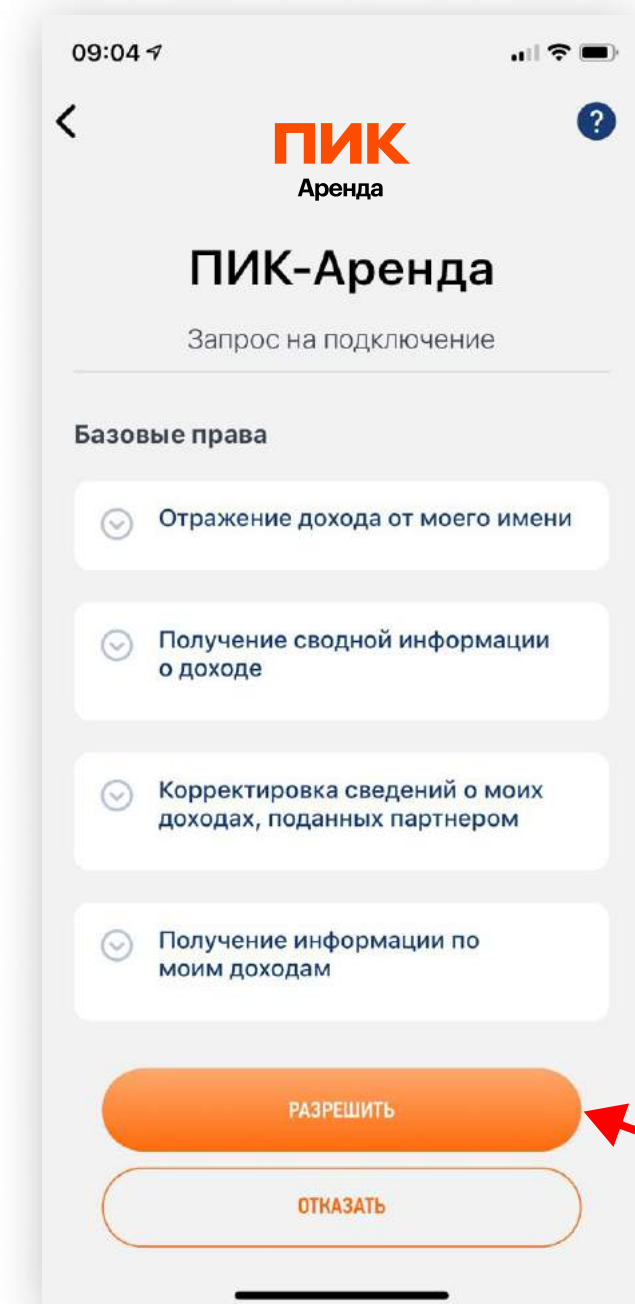 09:04
?
ПИК
Аренда
ПИК-Аренда
Запрос на подключение
Базовые права
Отражение дохода от моего имени
Получение сводной информации
о доходе
Корректировка сведений о моих
доходах, поданных партнером
Получение информации по
моим доходам
РАЗРЕШИТЬ
ОТКАЗАТЬ